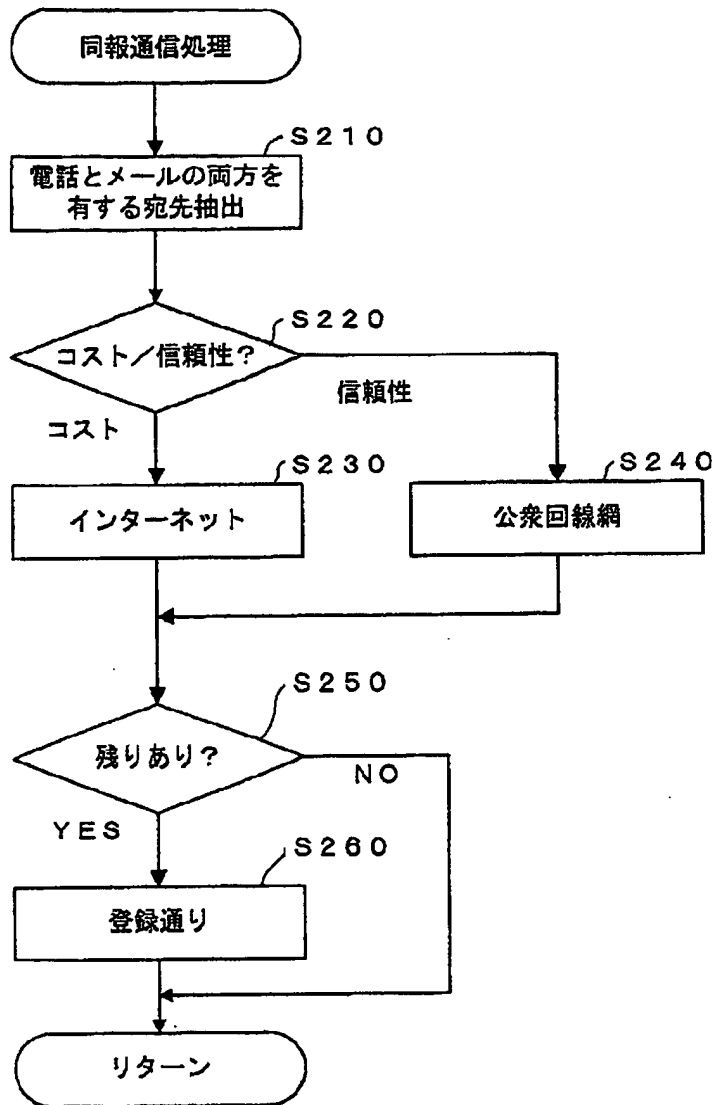 同報通信処理
S210
電話とメールの両方を
有する宛先抽出
S220
コスト／信頼性？
信頼性
コスト
S230
S240
インターネット
公衆回線網
S250
残りあり？
NO
YES
S260
登録通り
リターン